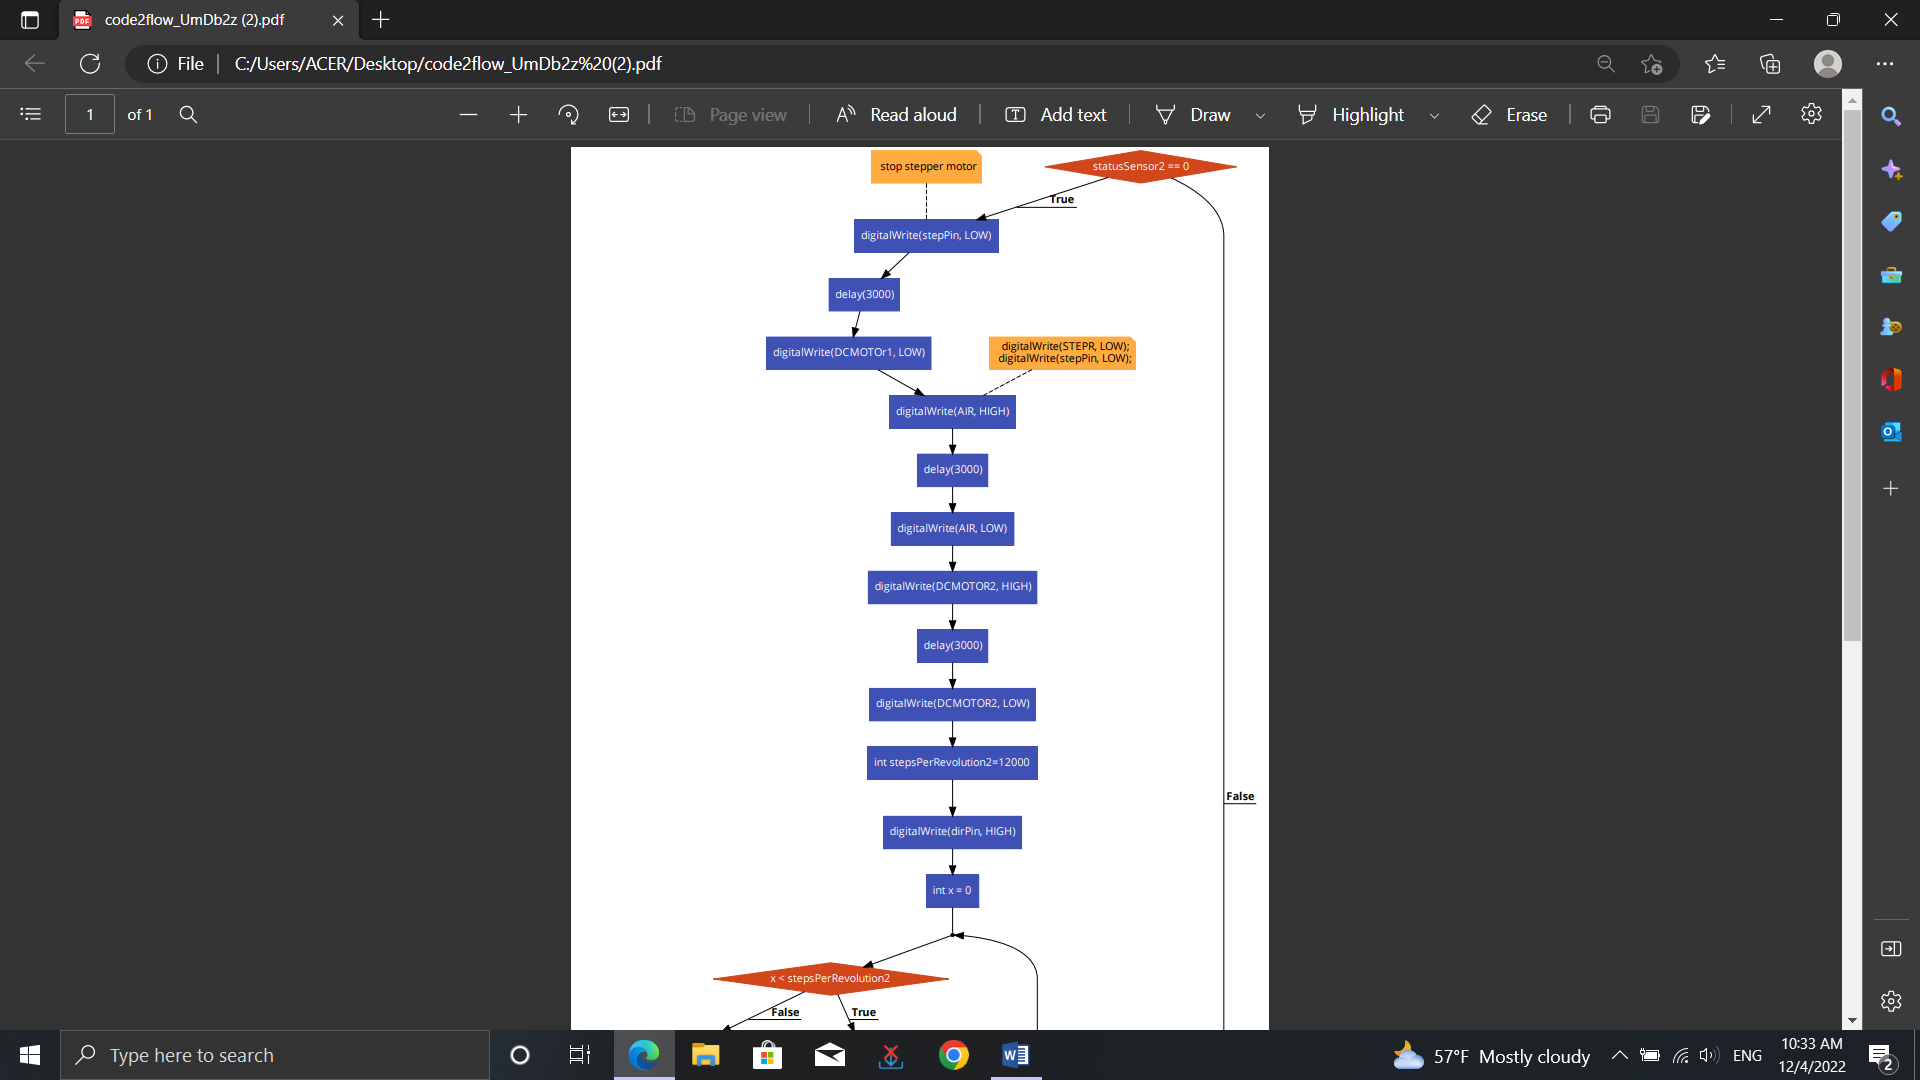 code2flow_UmDb2z (2).pdf
File
C:/Users/ACER/Desktop/code2flow_UmDb2z%20(2).pdf
1 of 1
Page view
Read aloud
Add text
Draw
Highlight
Erase
stop stepper motor
statusSensor2 == 0
True
digitalWrite(stepPin, LOW)
delay(3000)
digitalWrite(DCMOTOr1, LOW)
digitalWrite(STEPR, LOW);
digitalWrite(stepPin, LOW);
digitalWrite(AIR, HIGH)
delay(3000)
digitalWrite(AIR, LOW)
digitalWrite(DCMOTOR2, HIGH)
delay(3000)
digitalWrite(DCMOTOR2, LOW)
int stepsPerRevolution2=12000
False
digitalWrite(dirPin, HIGH)
int x = 0
x < stepsPerRevolution2
False
True
Type here to search
57°F Mostly cloudy
ENG
10:33 AM
12/4/2022
2